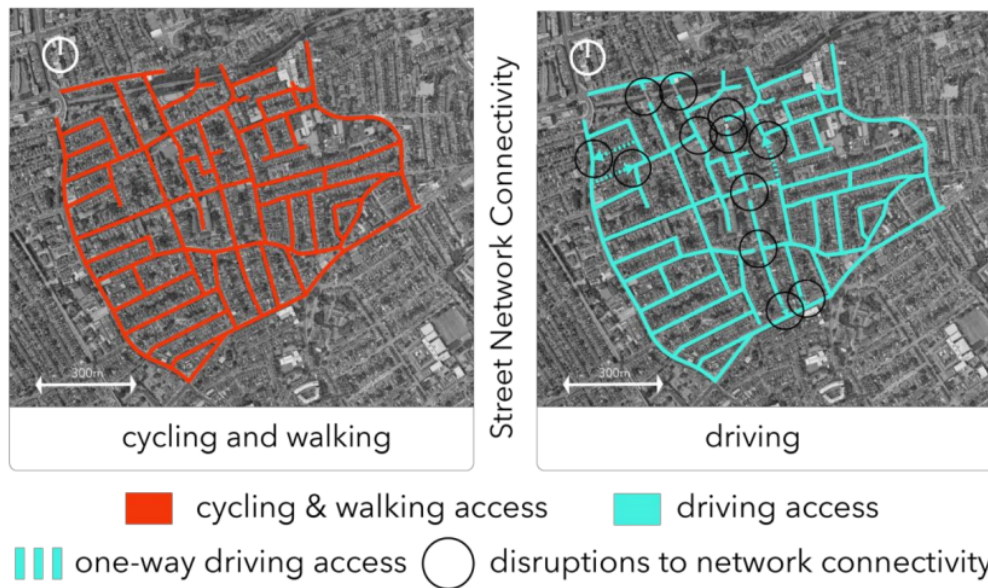 Street Network Connectivity
300m
300m
cycling and walking
driving
cycling & walking access
driving access
one-way driving access
disruptions to network connectivity